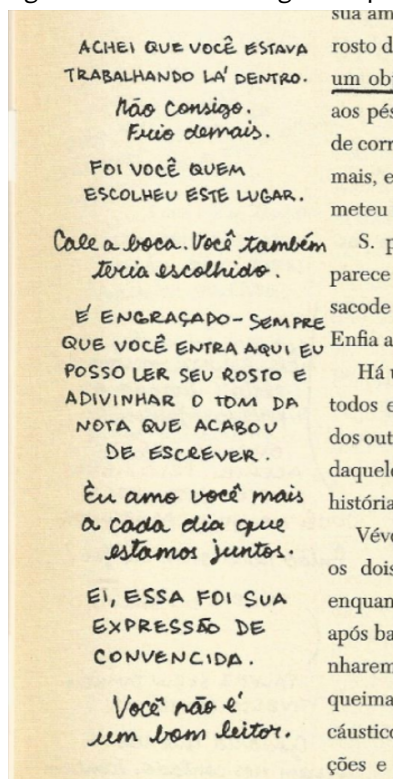 ACHEI QUE VOCÊ ESTAVA
TRABALHANDO LÁ DENTRO.
Não consigo.
Frio demais.
FOI VOCÊ QUEM
ESCOLHEU ESTE LUGAR.
Cale a boca. Você também
teria escolhido.
É ENGRAÇADO - SEMPRE
QUE VOCÊ ENTRA AQUI EU
POSSO LER SEU ROSTO E
ADIVINHAR O TOM DA
NOTA QUE ACABOU
DE ESCREVER.
Eu amo você mais
a cada dia que
estamos juntos.
EI, ESSA FOI SUA
EXPRESSÃO DE
CONVENCIDA.
Você não é
um bom leitor.
sua am
rosto d
um ob
aos pés
de corr
mais, e
meteu
S. p
parece
sacode
Enfia a
Há
todos e
dos out
daquel
história
Véve
os dois
enquan
após ba
nharem
queima
cáustico
ções e